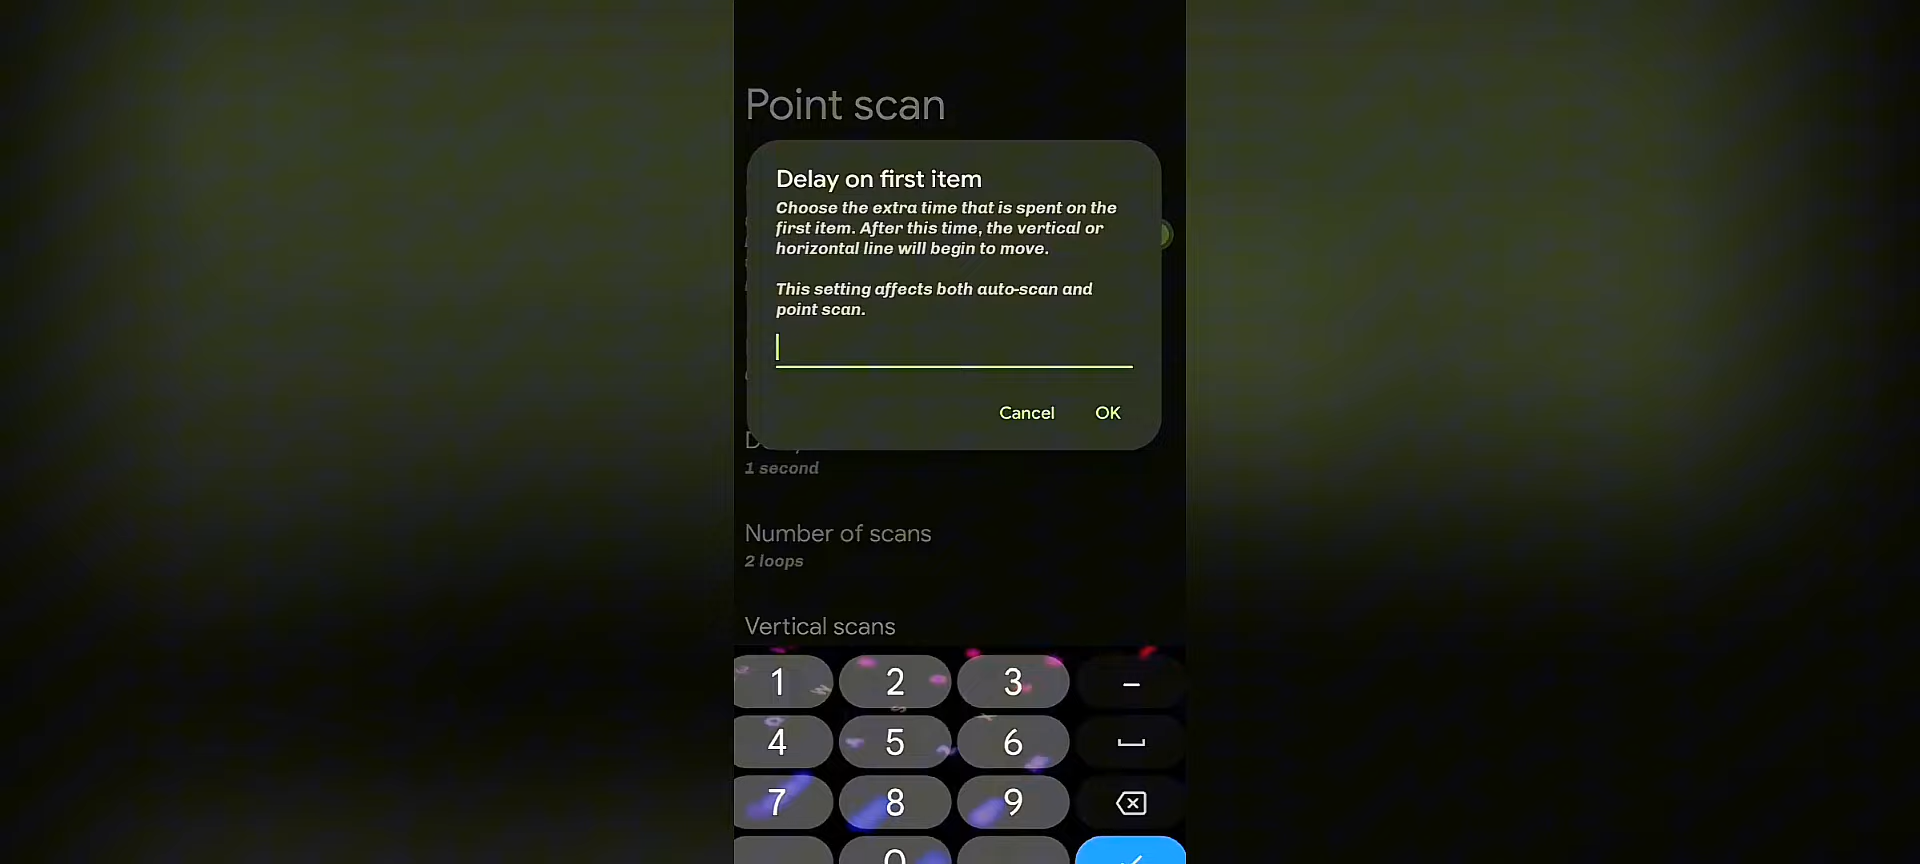 Point scan
Delay on first item
Choose the extra time that is spent on the
first item. After this time, the vertical or
horizontal line will begin to move.
This setting affects both auto-scan and
point scan.
Cancel OK
1 second
Number of scans
2 loops
Vertical scans
1 2 3 –
4 5 6
7 8 9
0